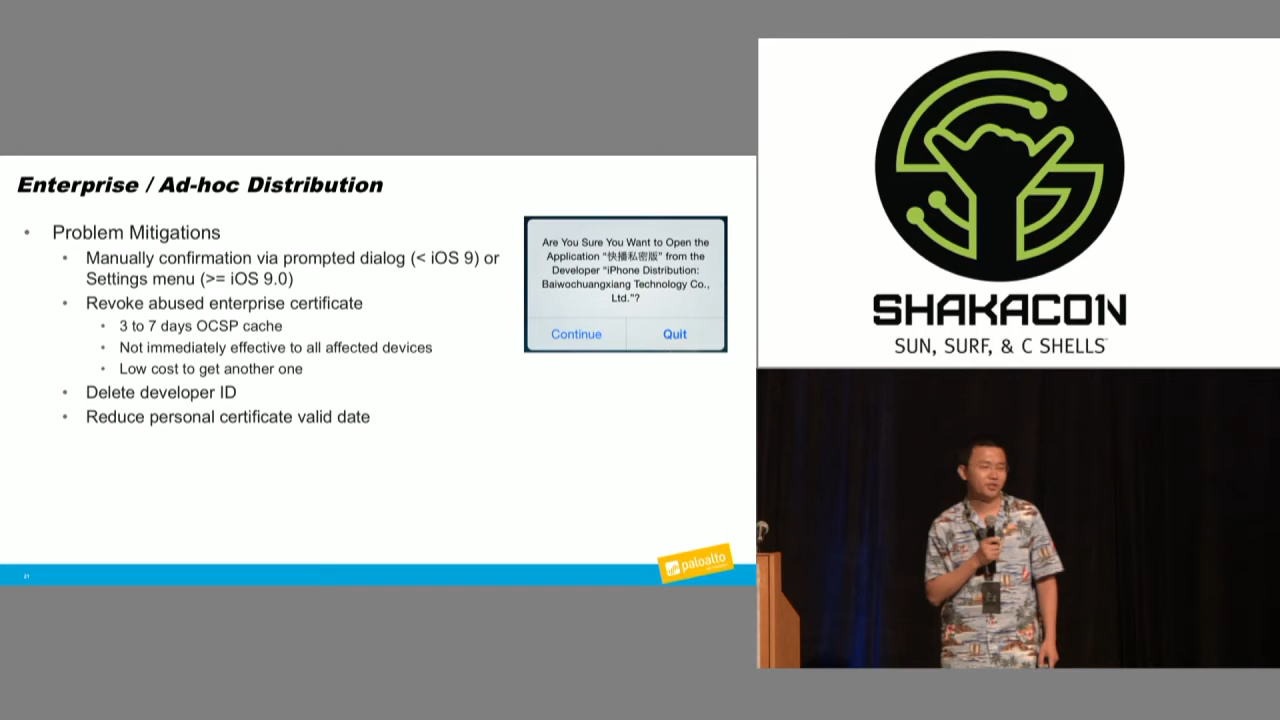 Enterprise / Ad-hoc Distribution
• Problem Mitigations
• Manually confirmation via prompted dialog (< iOS 9) or
Settings menu (>= iOS 9.0)
• Revoke abused enterprise certificate
• 3 to 7 days OCSP cache
• Not immediately effective to all affected devices
• Low cost to get another one
• Delete developer ID
• Reduce personal certificate valid date
Are You Sure You Want to Open the
Application “快播私密版” from the
Developer “iPhone Distribution:
Baiwochuangxiang Technology Co.,
Ltd.”?
Continue
Quit
21
paloalto
SHAKACON
SUN, SURF, & C SHELLS